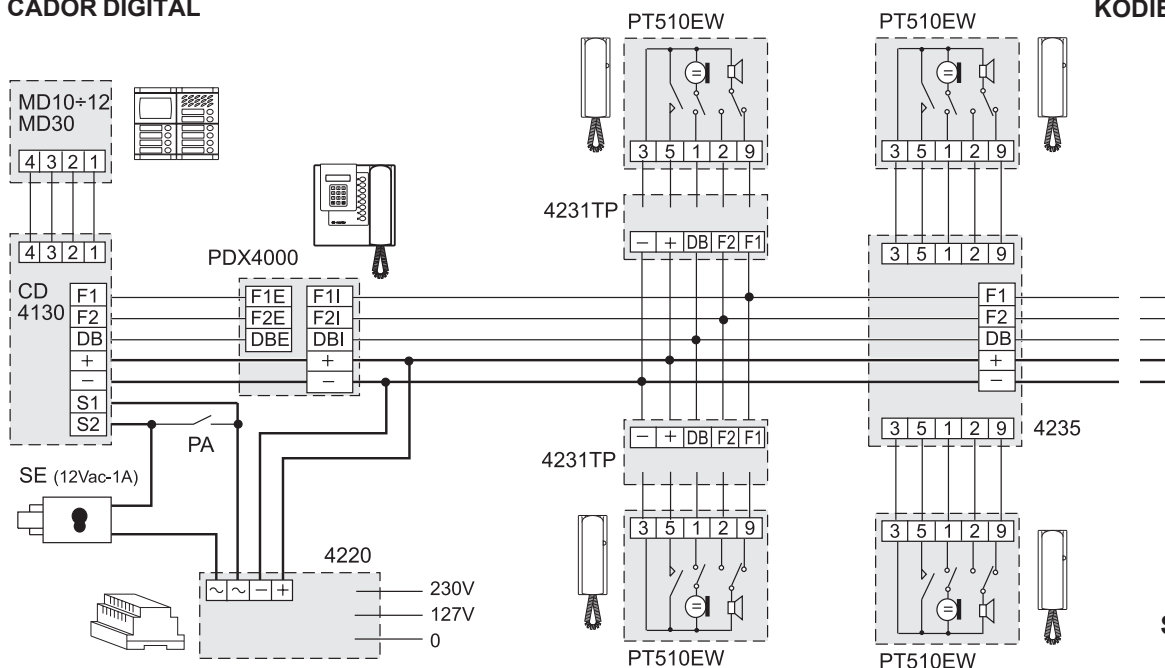 CADOR DIGITAL
KODIE
PT510EW
PT510EW
MD10÷12
MD30
4 3 2 1
4 3 2 1
CD
4130
F1
F2
DB
+
−
S1
S2
PDX4000
F1E F1I
F2E F2I
DBE DBI
+
−
PA
SE (12Vac-1A)
4220
~ ~ − +
230V
127V
0
3 5 1 2 9
4231TP
− + DB F2 F1
4231TP
− + DB F2 F1
3 5 1 2 9
PT510EW
3 5 1 2 9
3 5 1 2 9
F1
F2
DB
+
−
3 5 1 2 9
4235
3 5 1 2 9
PT510EW
S